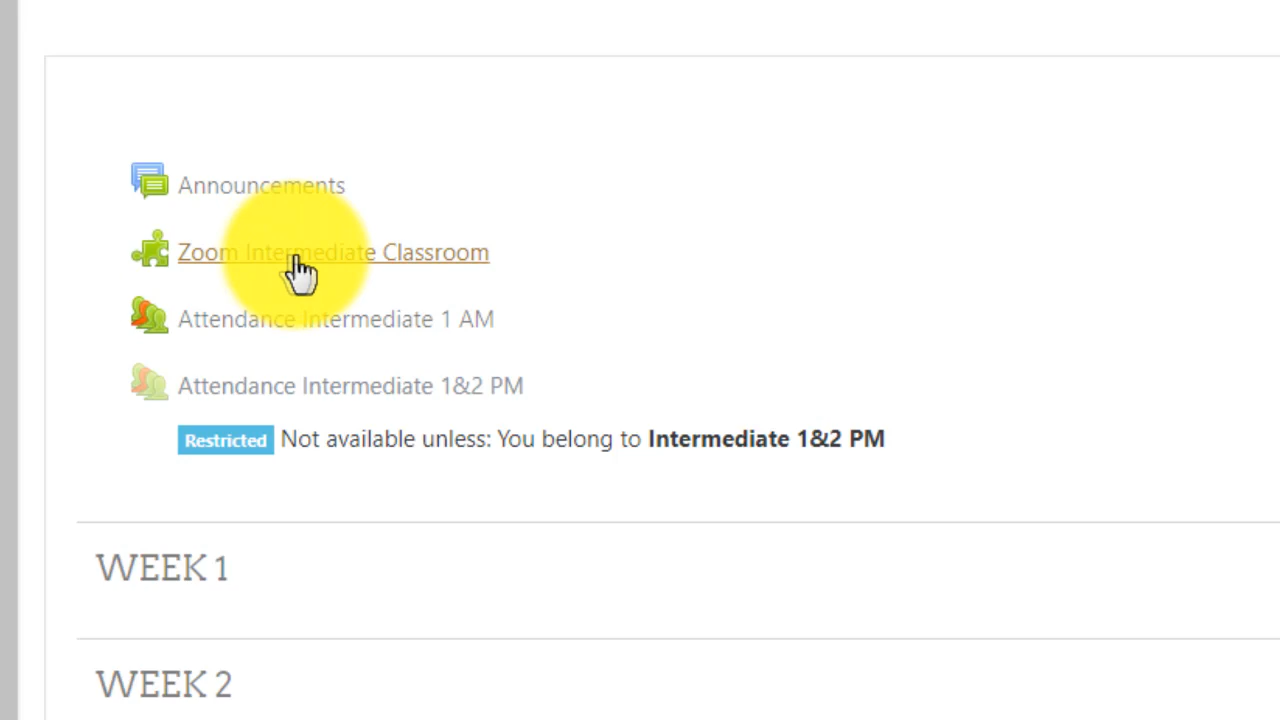 Announcements
Zoom Intermediate Classroom
Attendance Intermediate 1 AM
Attendance Intermediate 1&2 PM
Restricted Not available unless: You belong to Intermediate 1&2 PM
WEEK 1
WEEK 2